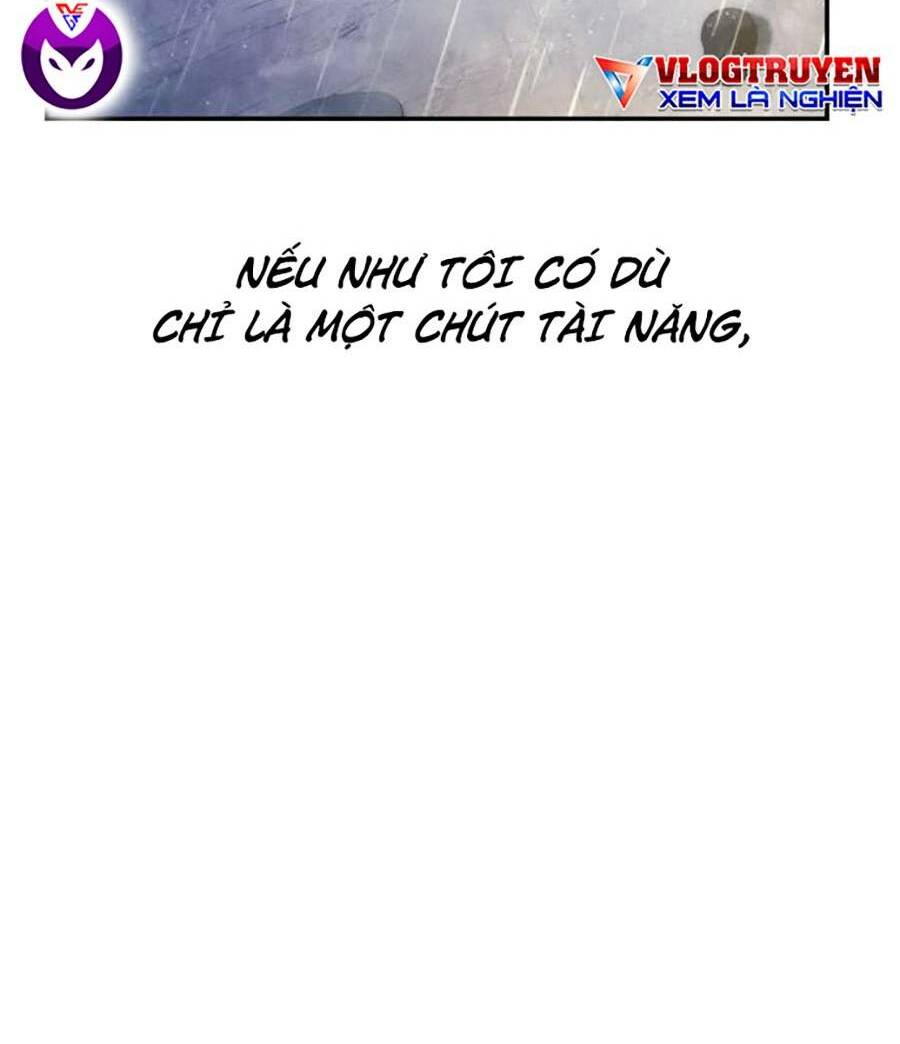 VLOGTRUYEN
XEM LÀ NGHIỆN
NẾU NHƯ TÔI CÓ DÙ
CHỈ LÀ MỘT CHÚT TÀI NĂNG,